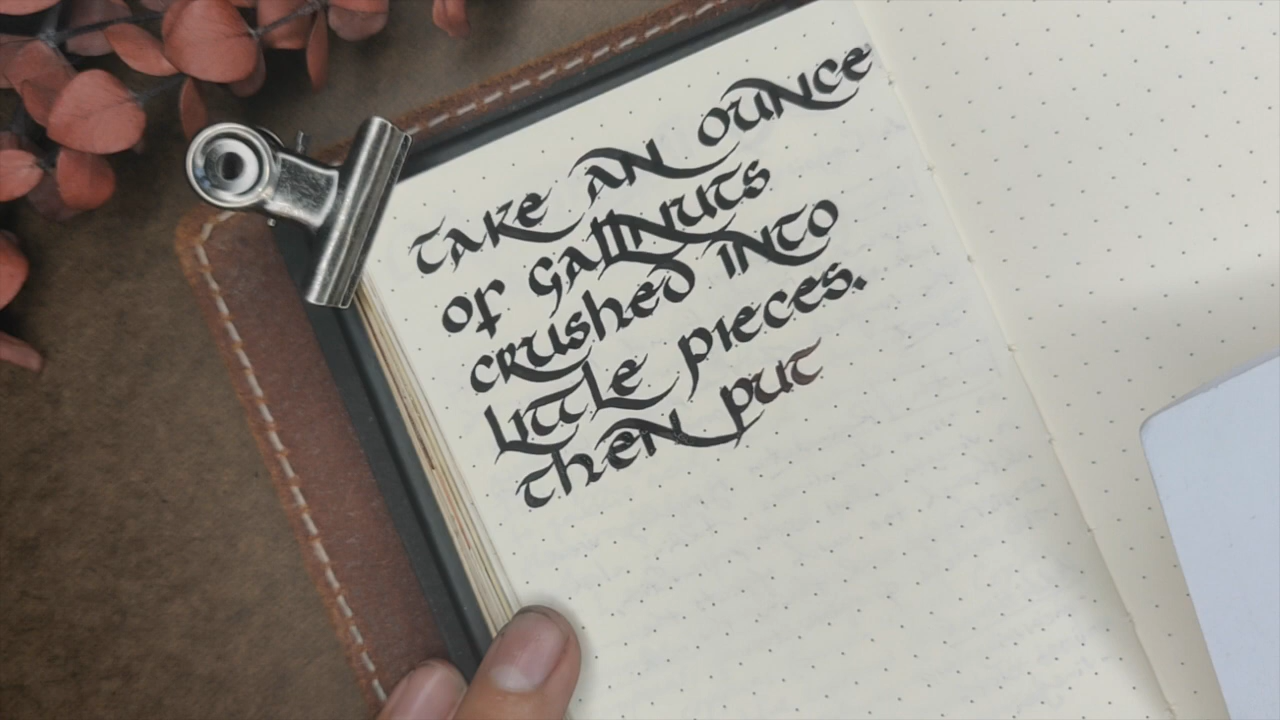 Take an ounce
of gallnuts
crushed into
little pieces.
then put